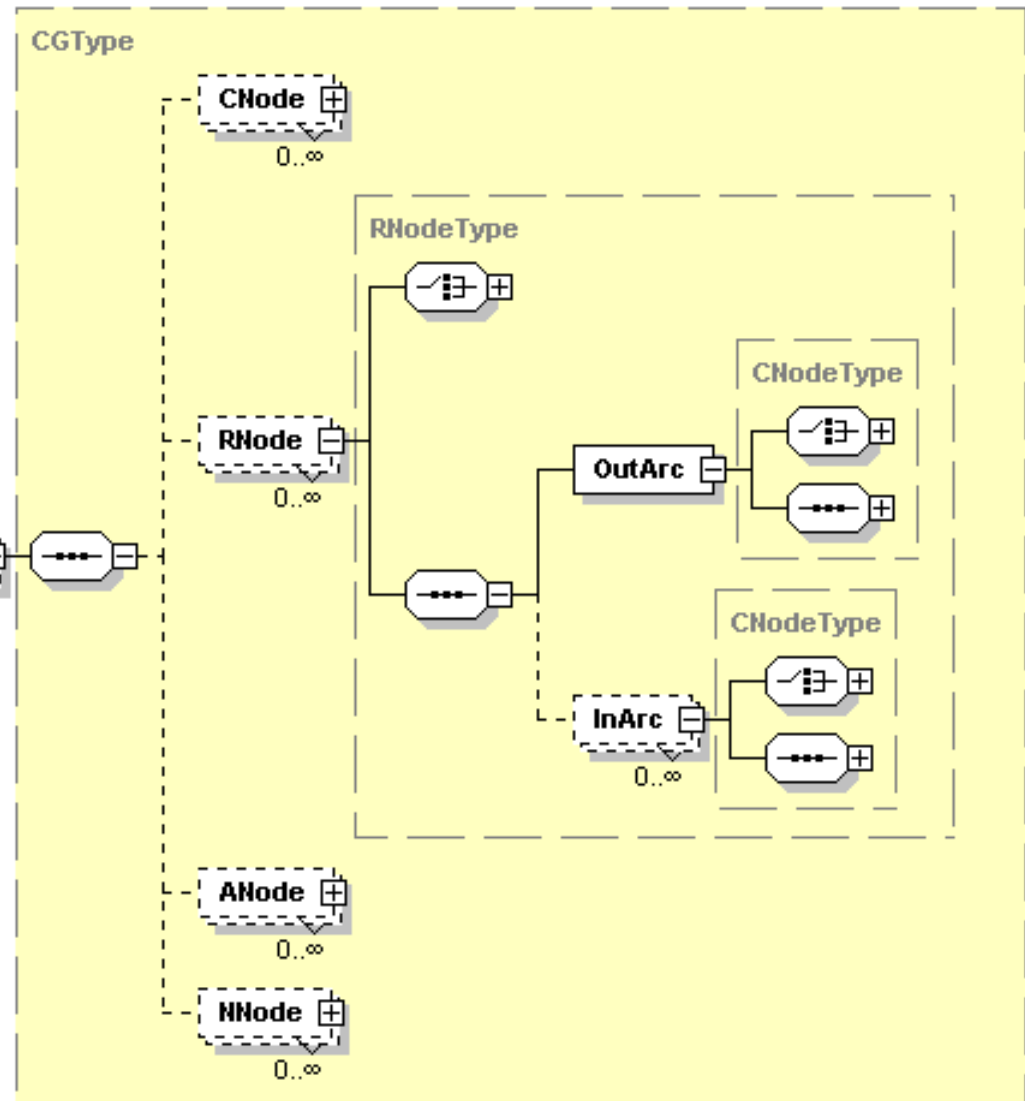 CGType
CNode
0..∞
RNodeType
CNodeType
RNode
0..∞
OutArc
CNodeType
InArc
0..∞
ANode
0..∞
NNode
0..∞